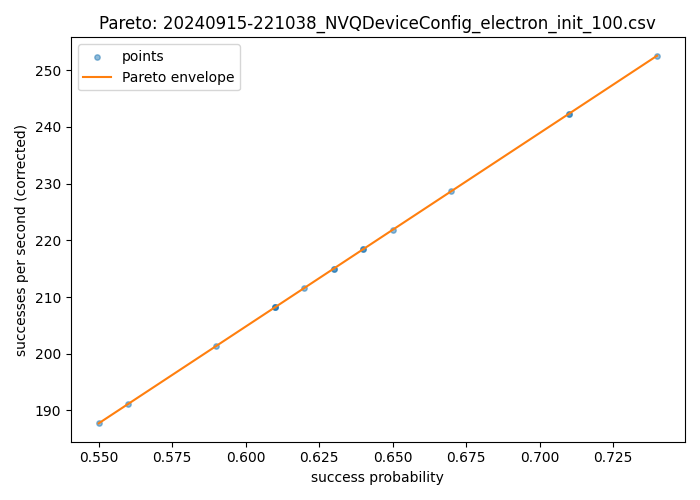 Pareto: 20240915-221038_NVQDeviceConfig_electron_init_100.csv
points
Pareto envelope
successes per second (corrected)
250
240
230
220
210
200
190
0.550 0.575 0.600 0.625 0.650 0.675 0.700 0.725
success probability